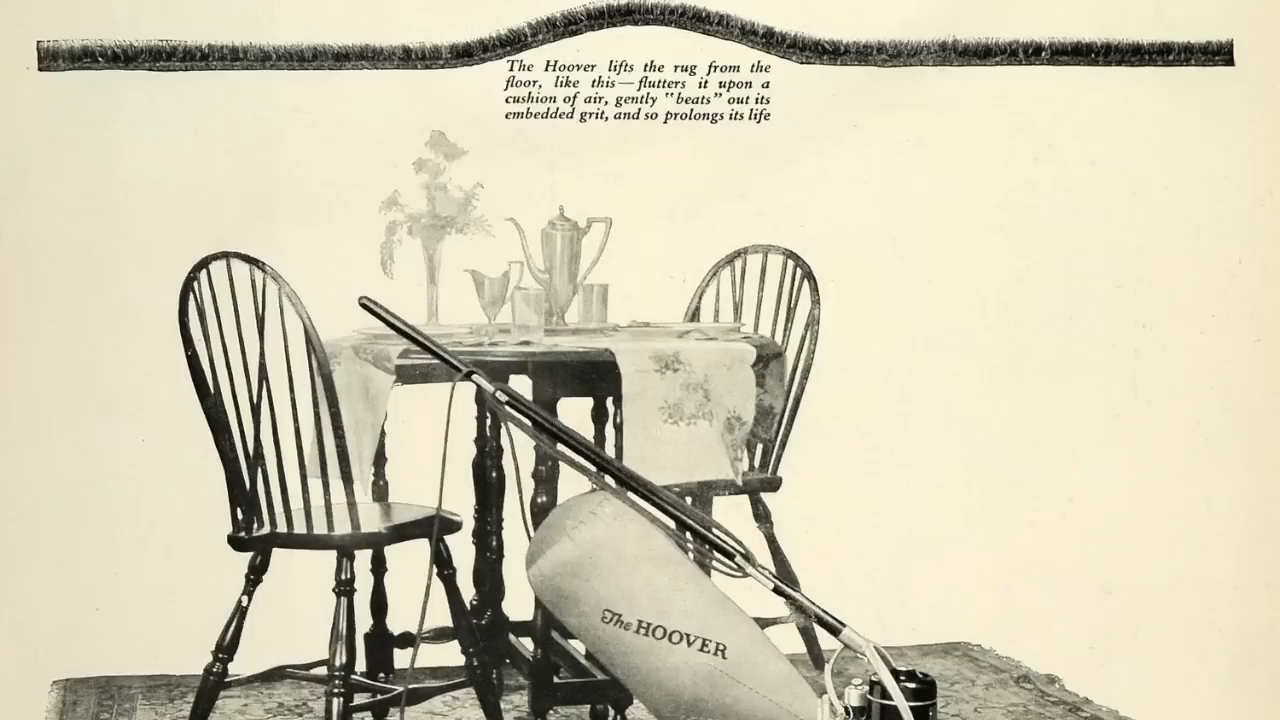 The Hoover lifts the rug from the
floor, like this—flutters it upon a
cushion of air, gently "beats" out its
embedded grit, and so prolongs its life
The HOOVER